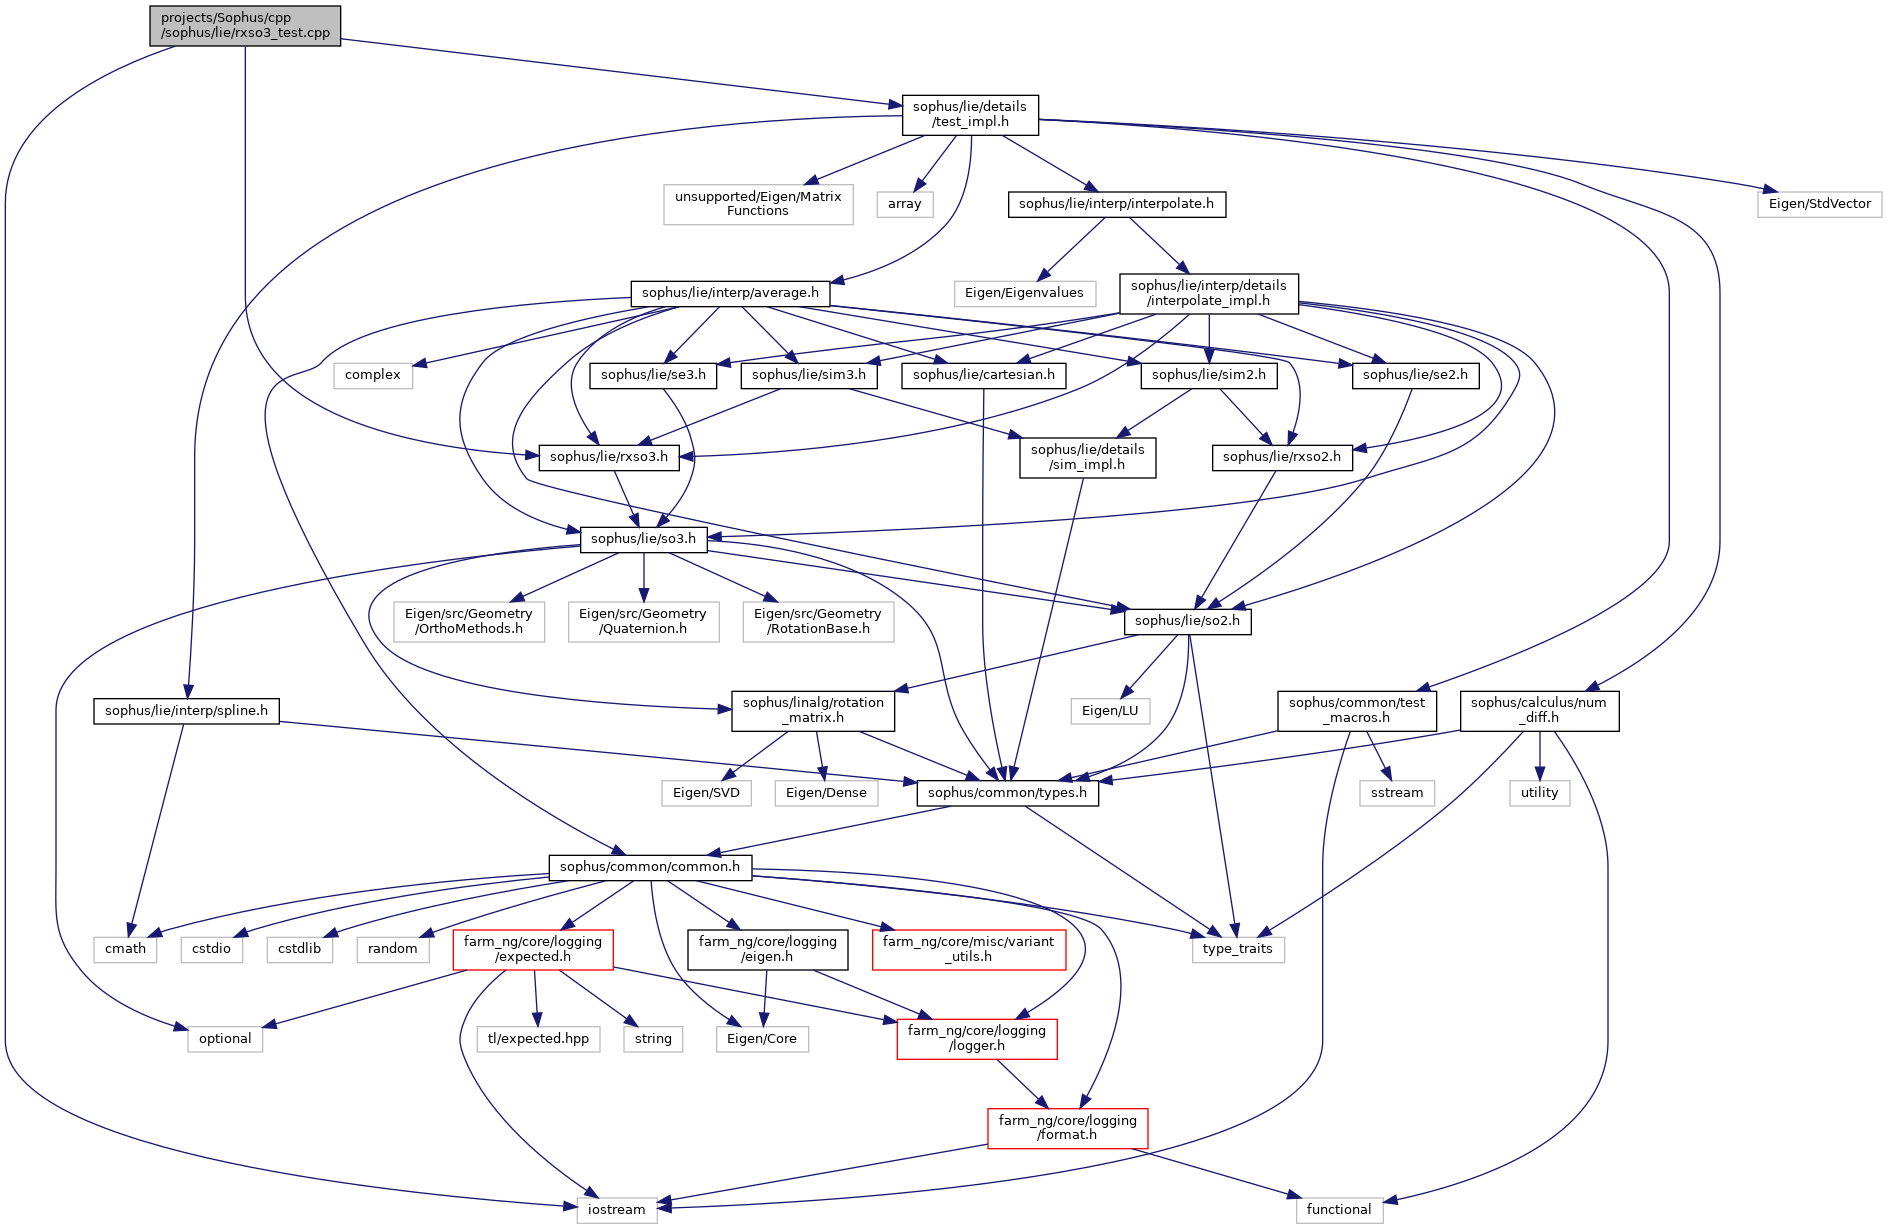 projects/Sophus/cpp
/sophus/lie/rxso3_test.cpp
sophus/lie/details
/test_impl.h
unsupported/Eigen/Matrix
Functions
array
sophus/lie/interp/interpolate.h
Eigen/StdVector
sophus/lie/interp/average.h
Eigen/Eigenvalues
sophus/lie/interp/details
/interpolate_impl.h
complex
sophus/lie/se3.h
sophus/lie/sim3.h
sophus/lie/cartesian.h
sophus/lie/sim2.h
sophus/lie/se2.h
sophus/lie/rxso3.h
sophus/lie/details
/sim_impl.h
sophus/lie/rxso2.h
sophus/lie/so3.h
Eigen/src/Geometry
/OrthoMethods.h
Eigen/src/Geometry
/Quaternion.h
Eigen/src/Geometry
/RotationBase.h
sophus/lie/so2.h
sophus/lie/interp/spline.h
sophus/linalg/rotation
_matrix.h
Eigen/LU
sophus/common/test
_macros.h
sophus/calculus/num
_diff.h
Eigen/SVD
Eigen/Dense
sophus/common/types.h
sstream
utility
sophus/common/common.h
cmath
cstdio
cstdlib
random
farm_ng/core/logging
/expected.h
farm_ng/core/logging
/eigen.h
farm_ng/core/misc/variant
_utils.h
type_traits
optional
tl/expected.hpp
string
Eigen/Core
farm_ng/core/logging
/logger.h
farm_ng/core/logging
/format.h
iostream
functional